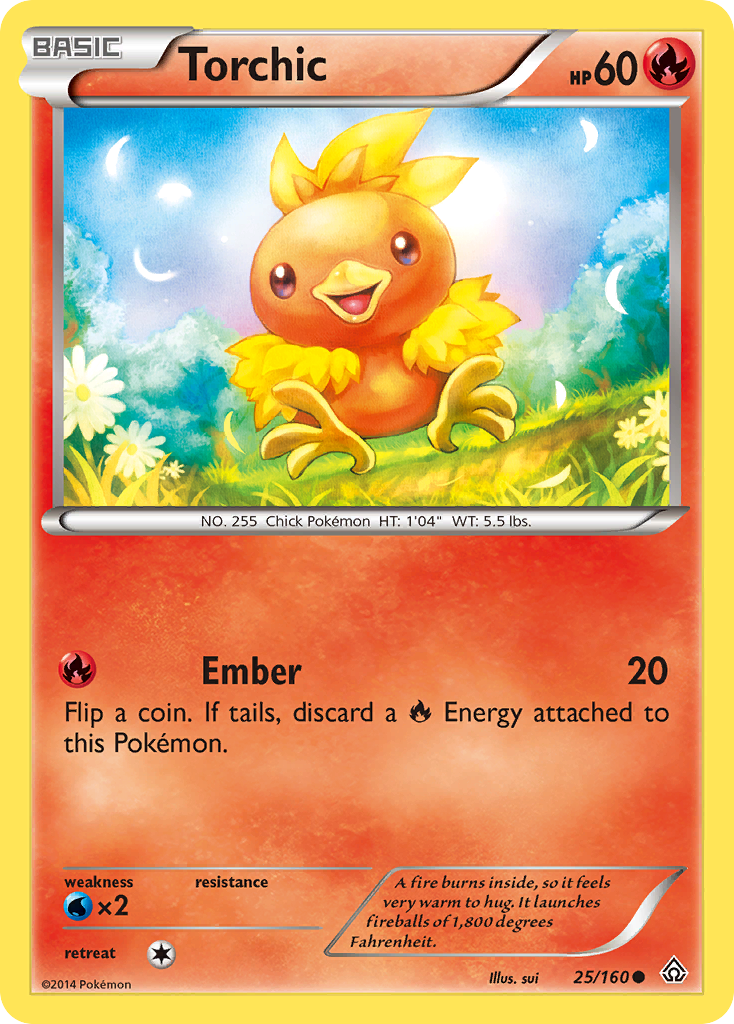 BASIC
Torchic
HP60
NO. 255 Chick Pokémon HT: 1'04" WT: 5.5 lbs.
Ember 20
Flip a coin. If tails, discard a Energy attached to
this Pokémon.
weakness resistance
×2
retreat
A fire burns inside, so it feels
very warm to hug. It launches
fireballs of 1,800 degrees
Fahrenheit.
©2014 Pokémon
Illus. sui
25/160